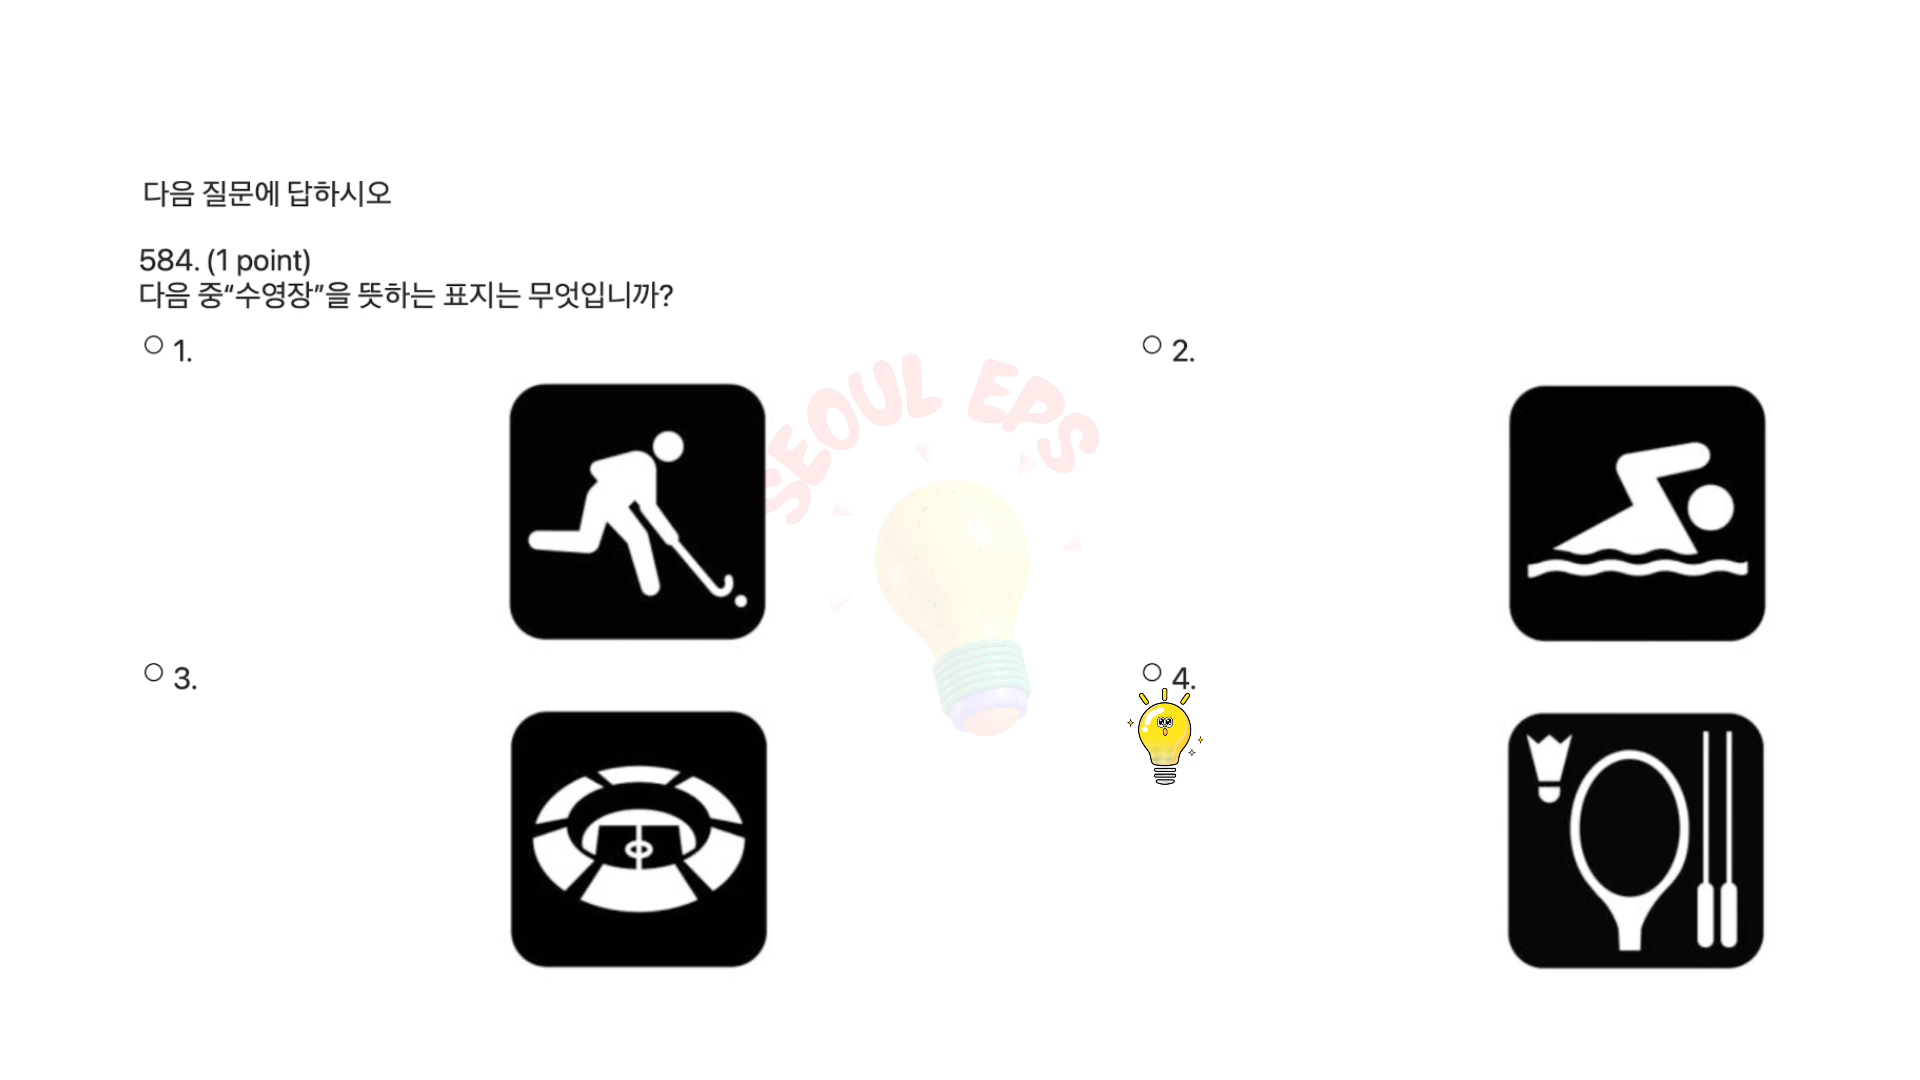 다음 질문에 답하시오
584. (1 point)
다음 중“수영장”을 뜻하는 표지는 무엇입니까?
1.
2.
SEOUL EPS
3.
4.